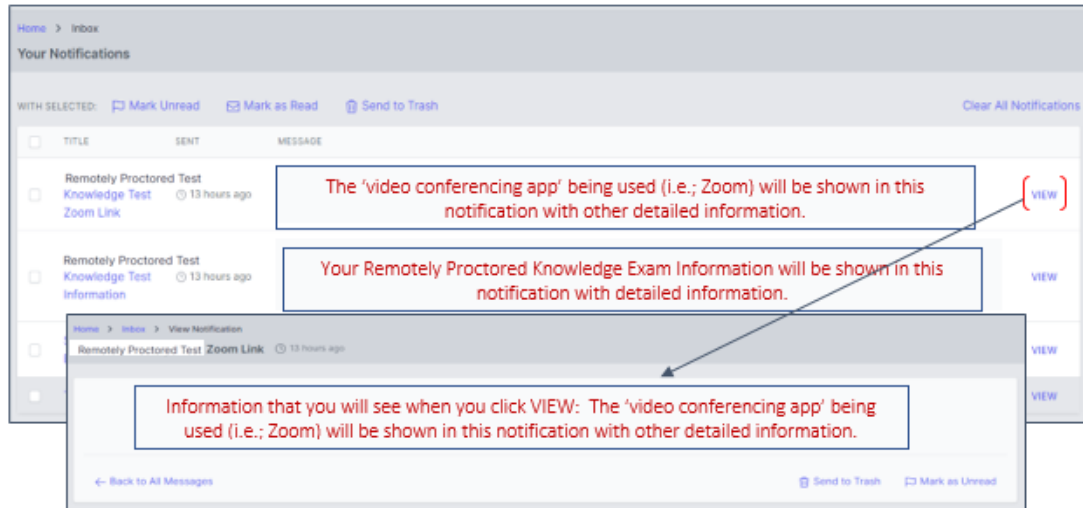 Home > Inbox
Your Notifications
WITH SELECTED: Mark Unread Mark as Read Send to Trash Clear All Notifications
TITLE SENT MESSAGE
Remotely Proctored Test
Knowledge Test 13 hours ago
Zoom Link
The ‘video conferencing app’ being used (i.e.; Zoom) will be shown in this
notification with other detailed information.
VIEW
Remotely Proctored Test
Knowledge Test 13 hours ago
Information
Your Remotely Proctored Knowledge Exam Information will be shown in this
notification with detailed information.
VIEW
VIEW
VIEW
Home > Inbox > View Notification
Remotely Proctored Test Zoom Link 13 hours ago
Information that you will see when you click VIEW: The ‘video conferencing app’ being
used (i.e.; Zoom) will be shown in this notification with other detailed information.
← Back to All Messages Send to Trash Mark as Unread